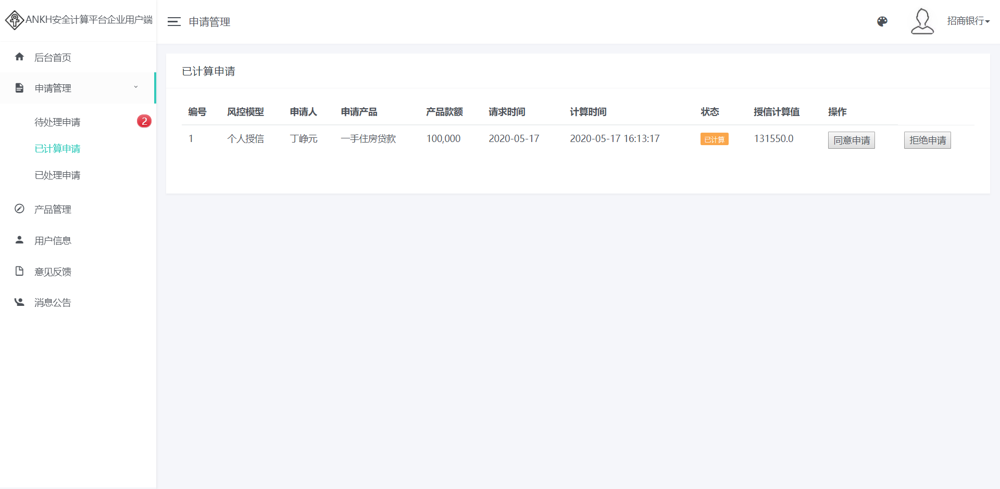 ANKH安全计算平台企业用户端
申请管理
招商银行
后台首页
申请管理
待处理申请 2
已计算申请
已处理申请
产品管理
用户信息
意见反馈
消息公告
已计算申请
编号 风控模型 申请人 申请产品 产品款额 请求时间 计算时间 状态 授信计算值 操作
1 个人授信 丁峥元 一手住房贷款 100,000 2020-05-17 2020-05-17 16:13:17 已计算 131550.0 同意申请 拒绝申请